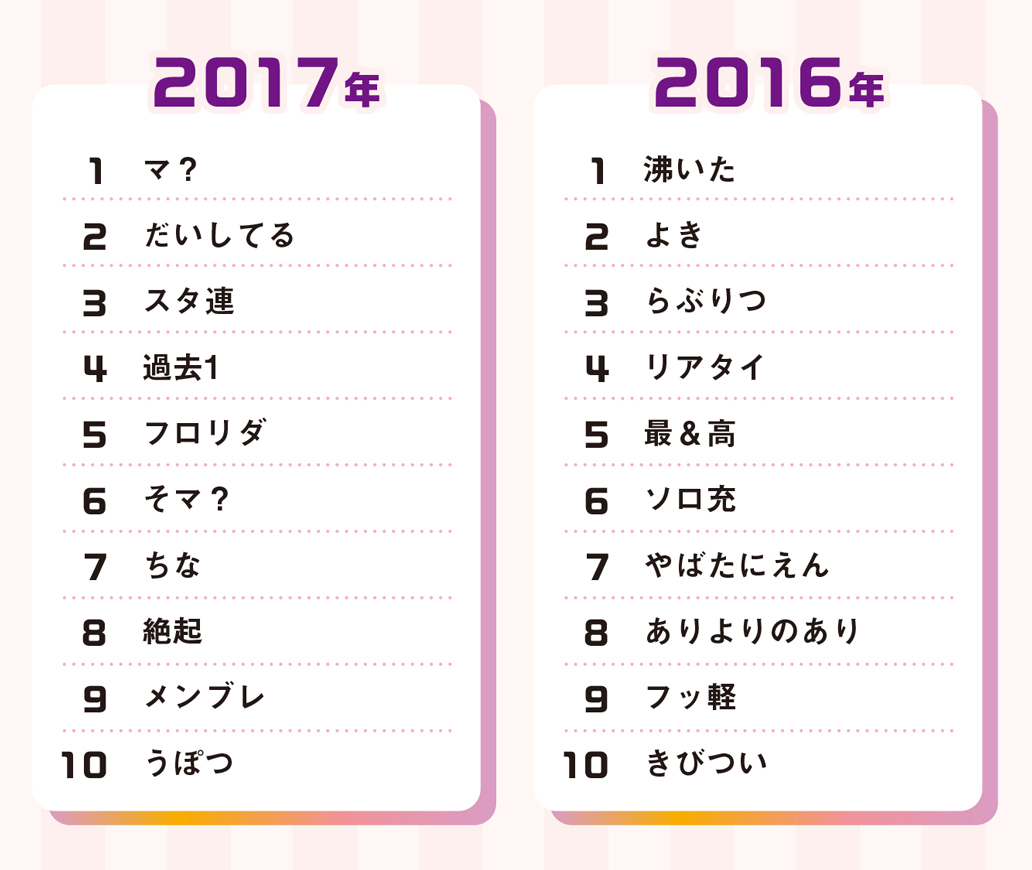 2017年
1 マ？
2 だいしてる
3 スタ連
4 過去1
5 フロリダ
6 そマ？
7 ちな
8 絶起
9 メンブレ
10 うぽつ
2016年
1 沸いた
2 よき
3 らぶりつ
4 リアタイ
5 最＆高
6 ソロ充
7 やばたにえん
8 ありよりのあり
9 フッ軽
10 きびつい